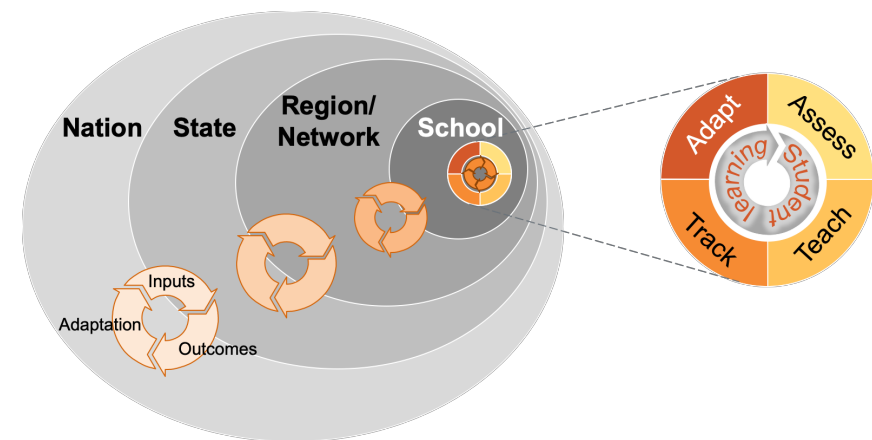 Nation
State
Region/
Network
School
Inputs
Adaptation
Outcomes
Adapt
Assess
Track
Teach
Student
learning